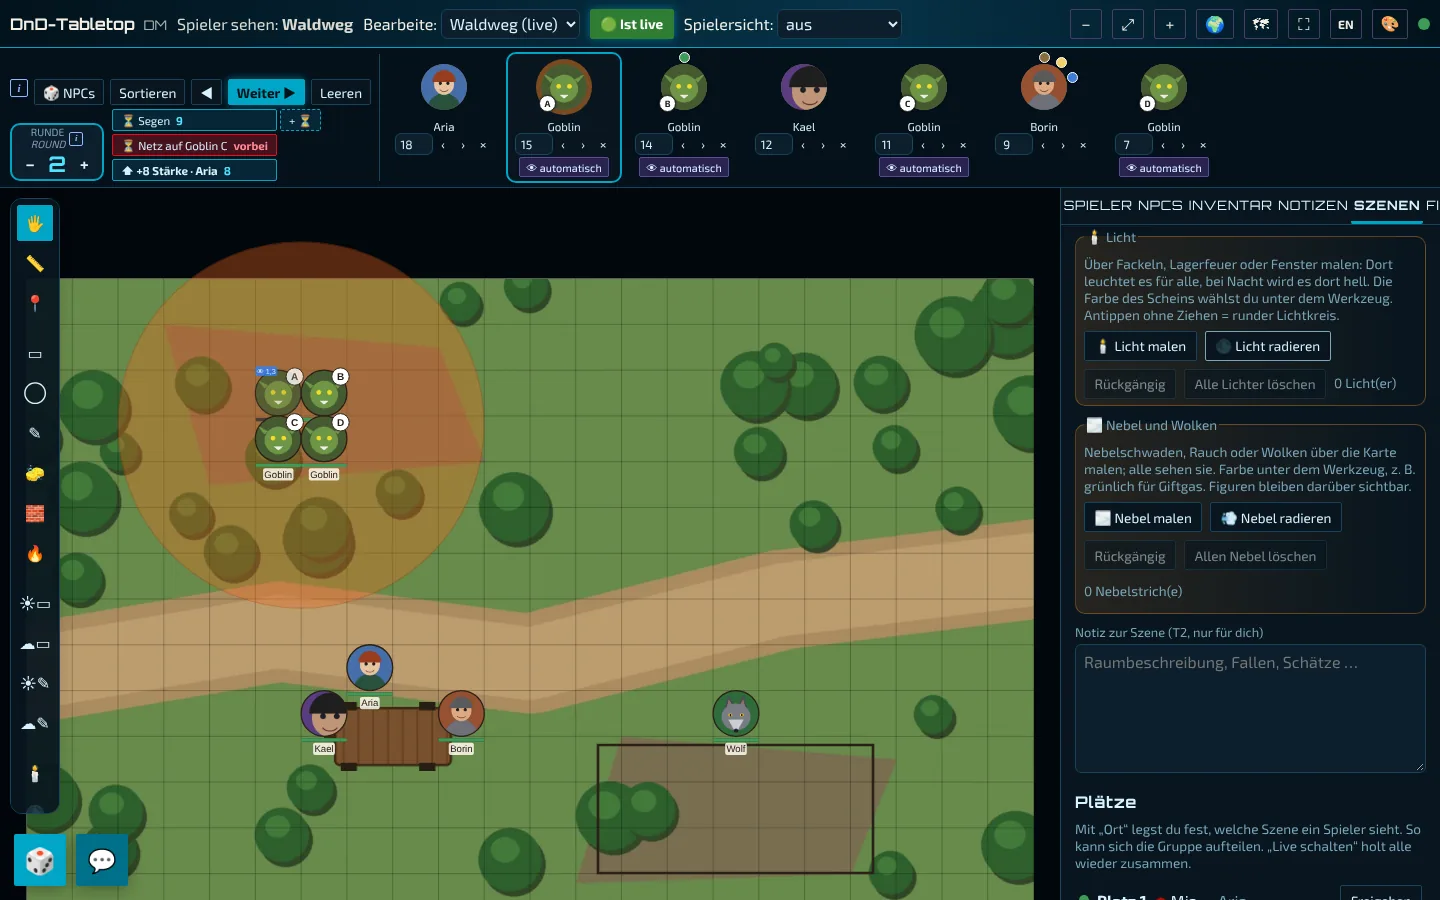 DnD-Tabletop DM Spieler sehen: Waldweg Bearbeite: Waldweg (live) Ist live Spielersicht: aus − + EN
i NPCs Sortieren ◀ Weiter ▶ Leeren
RUNDE
ROUND i
− 2 +
Segen 9 +
Netz auf Goblin C vorbei
+8 Stärke · Aria 8
A B C D
Aria Goblin Goblin Kael Goblin Borin Goblin
18 ‹ › × 15 ‹ › × 14 ‹ › × 12 ‹ › × 11 ‹ › × 9 ‹ › × 7 ‹ › ×
automatisch automatisch automatisch automatisch
SPIELER NPCS INVENTAR NOTIZEN SZENEN FI
Licht
Über Fackeln, Lagerfeuer oder Fenster malen: Dort
leuchtet es für alle, bei Nacht wird es dort hell. Die
Farbe des Scheins wählst du unter dem Werkzeug.
Antippen ohne Ziehen = runder Lichtkreis.
Licht malen Licht radieren
Rückgängig Alle Lichter löschen 0 Licht(er)
Nebel und Wolken
Nebelschwaden, Rauch oder Wolken über die Karte
malen; alle sehen sie. Farbe unter dem Werkzeug, z. B.
grünlich für Giftgas. Figuren bleiben darüber sichtbar.
Nebel malen Nebel radieren
Rückgängig Allen Nebel löschen
0 Nebelstrich(e)
Notiz zur Szene (T2, nur für dich)
Raumbeschreibung, Fallen, Schätze …
Plätze
Mit „Ort“ legst du fest, welche Szene ein Spieler sieht. So
kann sich die Gruppe aufteilen. „Live schalten“ holt alle
wieder zusammen.
Platz 1 Mia Aria Freigeben
1,3 A B
C D
Goblin Goblin
Aria
Kael Borin Wolf